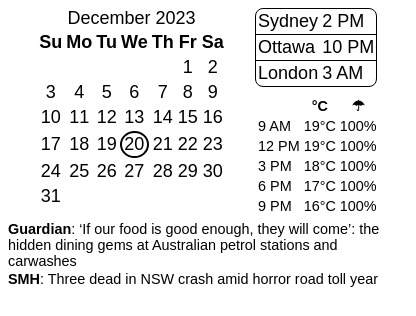 December 2023
Su Mo Tu We Th Fr Sa
1 2
3 4 5 6 7 8 9
10 11 12 13 14 15 16
17 18 19 20 21 22 23
24 25 26 27 28 29 30
31
Sydney 2 PM
Ottawa 10 PM
London 3 AM
°C ☂
9 AM 19°C 100%
12 PM 19°C 100%
3 PM 18°C 100%
6 PM 17°C 100%
9 PM 16°C 100%
Guardian: ‘If our food is good enough, they will come’: the
hidden dining gems at Australian petrol stations and
carwashes
SMH: Three dead in NSW crash amid horror road toll year